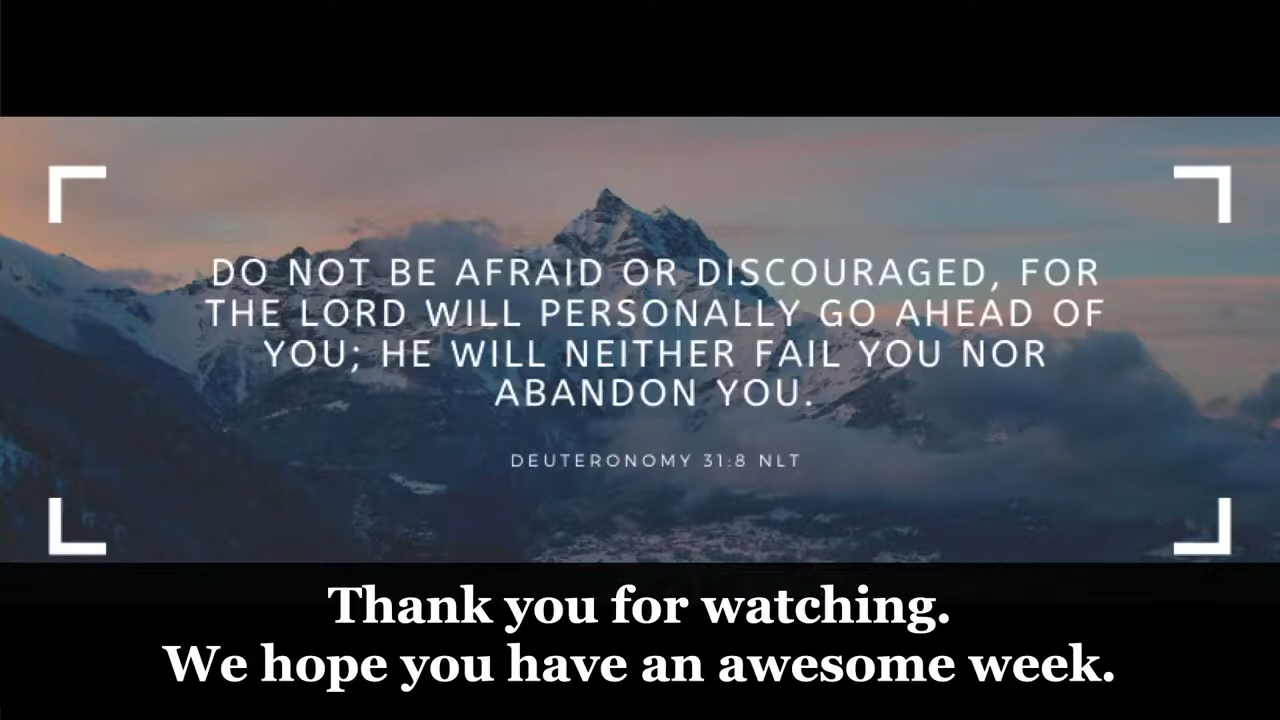 DO NOT BE AFRAID OR DISCOURAGED, FOR
THE LORD WILL PERSONALLY GO AHEAD OF
YOU; HE WILL NEITHER FAIL YOU NOR
ABANDON YOU.
DEUTERONOMY 31:8 NLT
Thank you for watching.
We hope you have an awesome week.